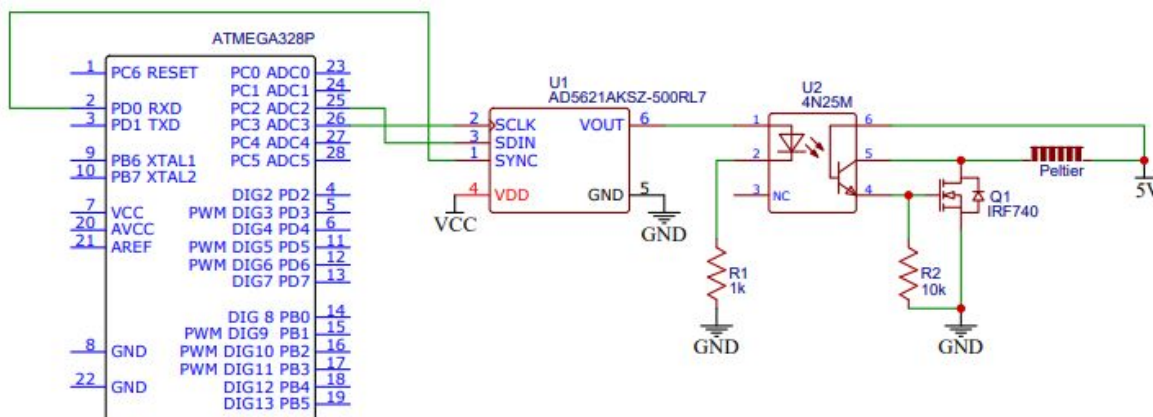 ATMEGA328P
1 PC6 RESET
2 PD0 RXD
3 PD1 TXD
9 PB6 XTAL1
10 PB7 XTAL2
7 VCC
20 AVCC
21 AREF
8 GND
22 GND
PC0 ADC0 23
PC1 ADC1 24
PC2 ADC2 25
PC3 ADC3 26
PC4 ADC4 27
PC5 ADC5 28
DIG2 PD2 4
PWM DIG3 PD3 5
DIG4 PD4 6
PWM DIG5 PD5 11
PWM DIG6 PD6 12
DIG7 PD7 13
DIG 8 PB0 14
PWM DIG9 PB1 15
PWM DIG10 PB2 16
PWM DIG11 PB3 17
DIG12 PB4 18
DIG13 PB5 19
U1
AD5621AKSZ-500RL7
2 SCLK
3 SDIN
1 SYNC
4 VDD
VOUT 6
GND 5
VCC
GND
U2
4N25M
1
2
3 NC
6
5
4
R1
1k
GND
Peltier
5V
Q1
IRF740
R2
10k
GND